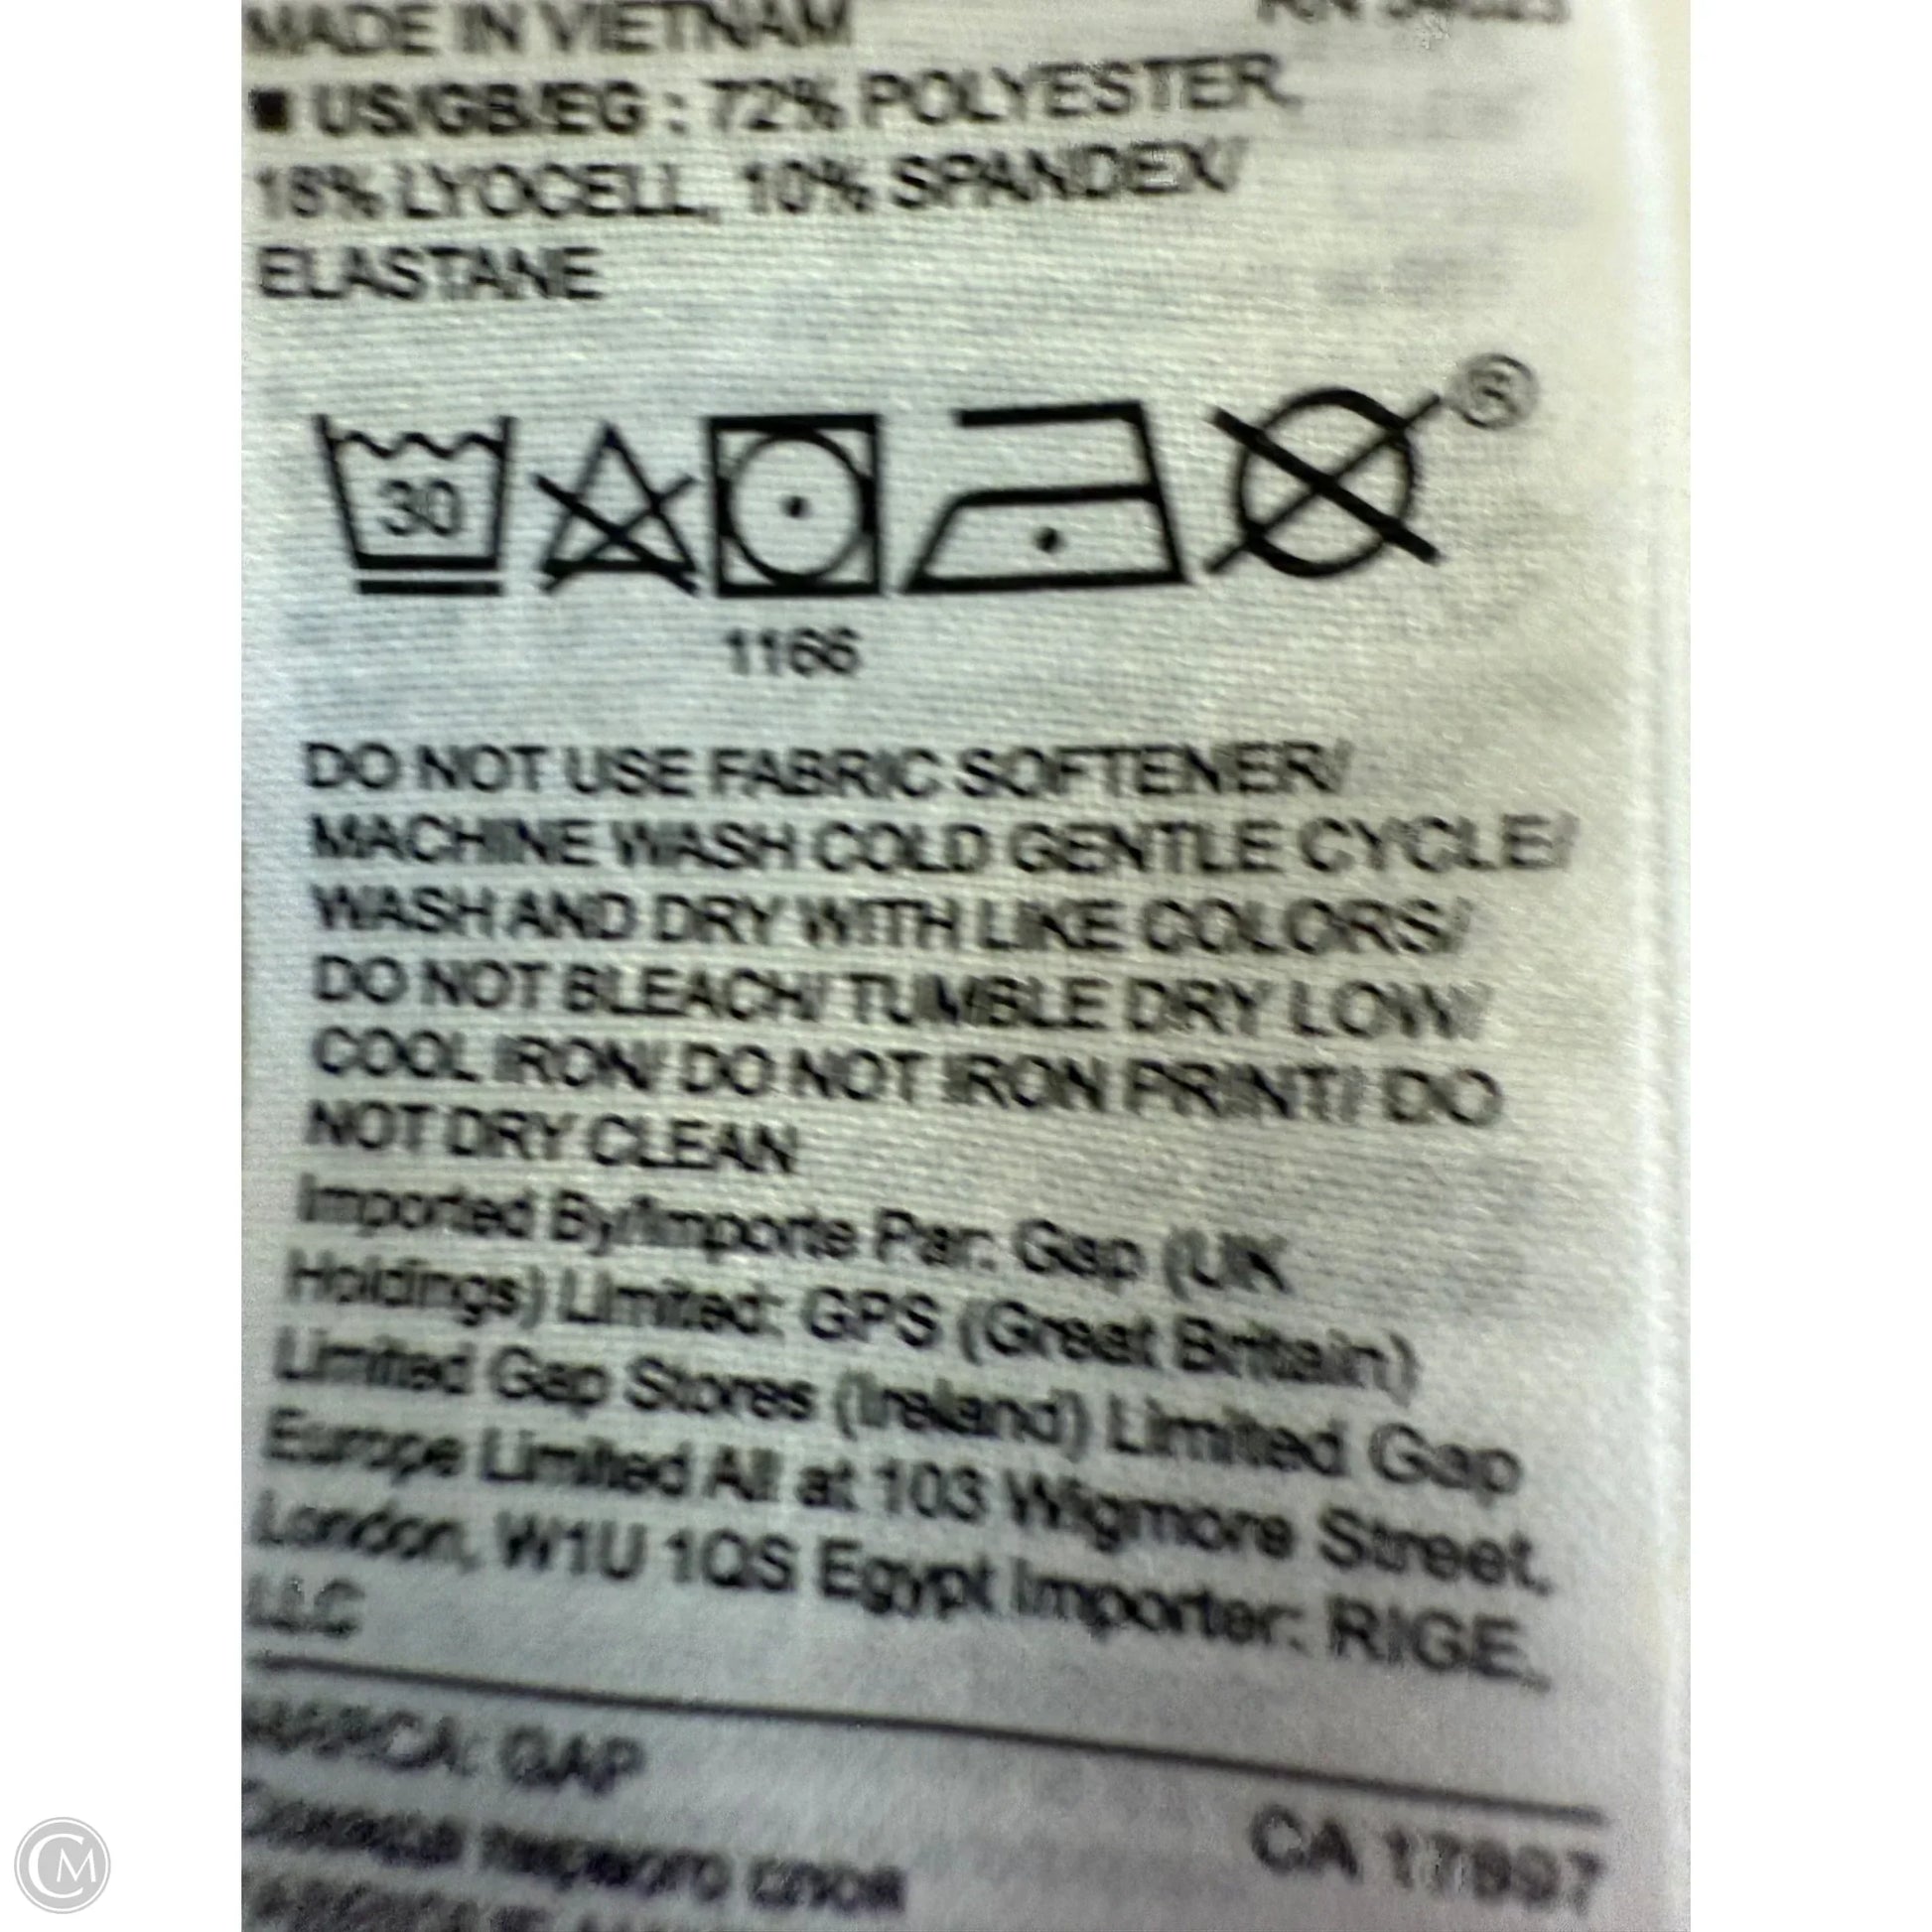 MADE IN VIETNAM
■ US/GB/EG : 72% POLYESTER,
18% LYOCELL, 10% SPANDEX/
ELASTANE
30
1166
DO NOT USE FABRIC SOFTENER/
MACHINE WASH COLD GENTLE CYCLE/
WASH AND DRY WITH LIKE COLORS/
DO NOT BLEACH/ TUMBLE DRY LOW/
COOL IRON/ DO NOT IRON PRINT/ DO
NOT DRY CLEAN
Imported By/Importe Par: Gap (UK
Holdings) Limited: GPS (Great Britain)
Limited Gap Stores (Ireland) Limited Gap
Europe Limited All at 103 Wigmore Street,
London, W1U 1QS Egypt Importer: RIGE,
LLC
GAP
CA 17897
CM